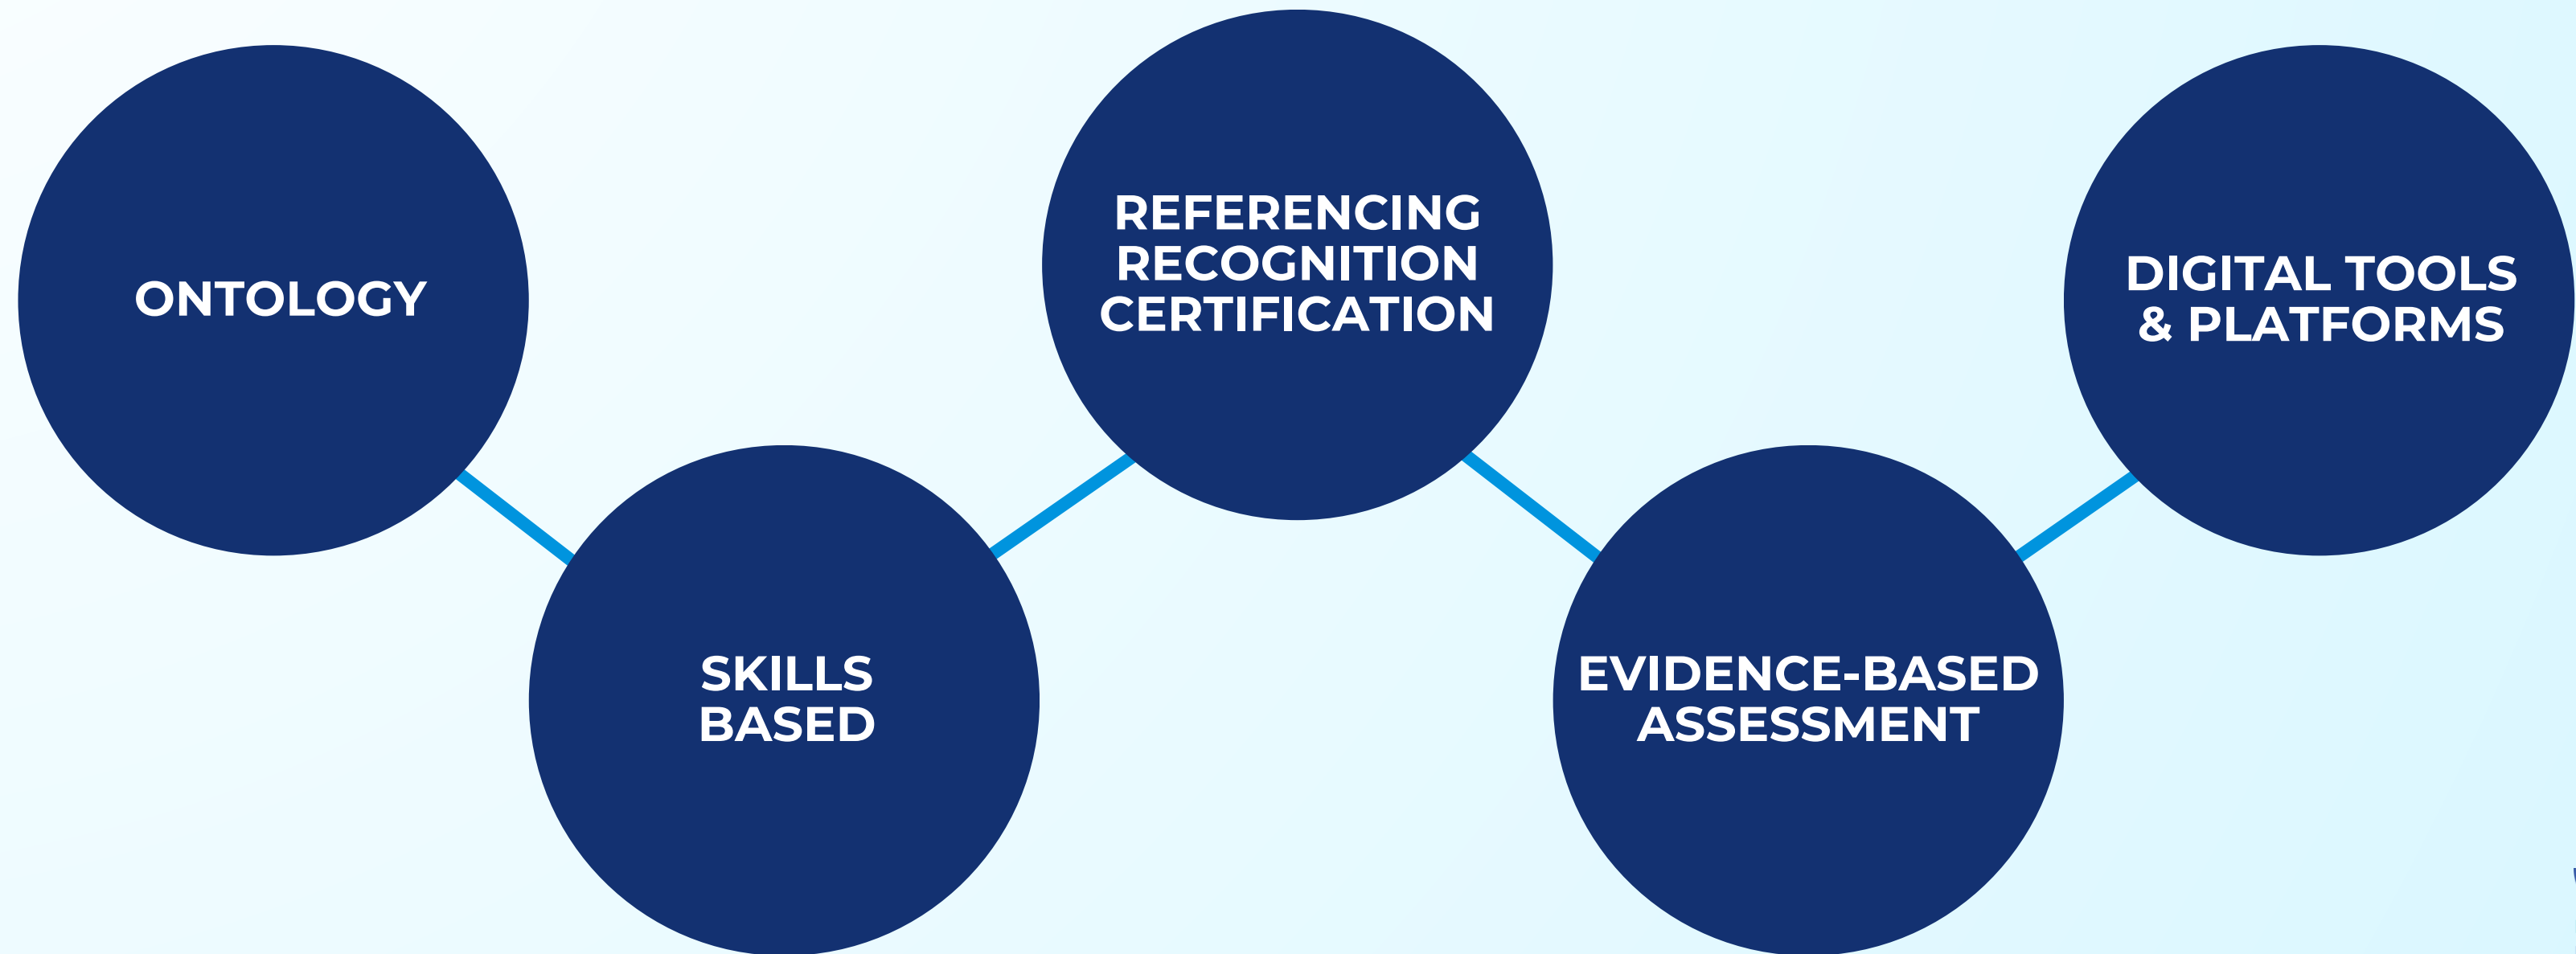 ONTOLOGY
SKILLS
BASED
REFERENCING
RECOGNITION
CERTIFICATION
EVIDENCE-BASED
ASSESSMENT
DIGITAL TOOLS
& PLATFORMS